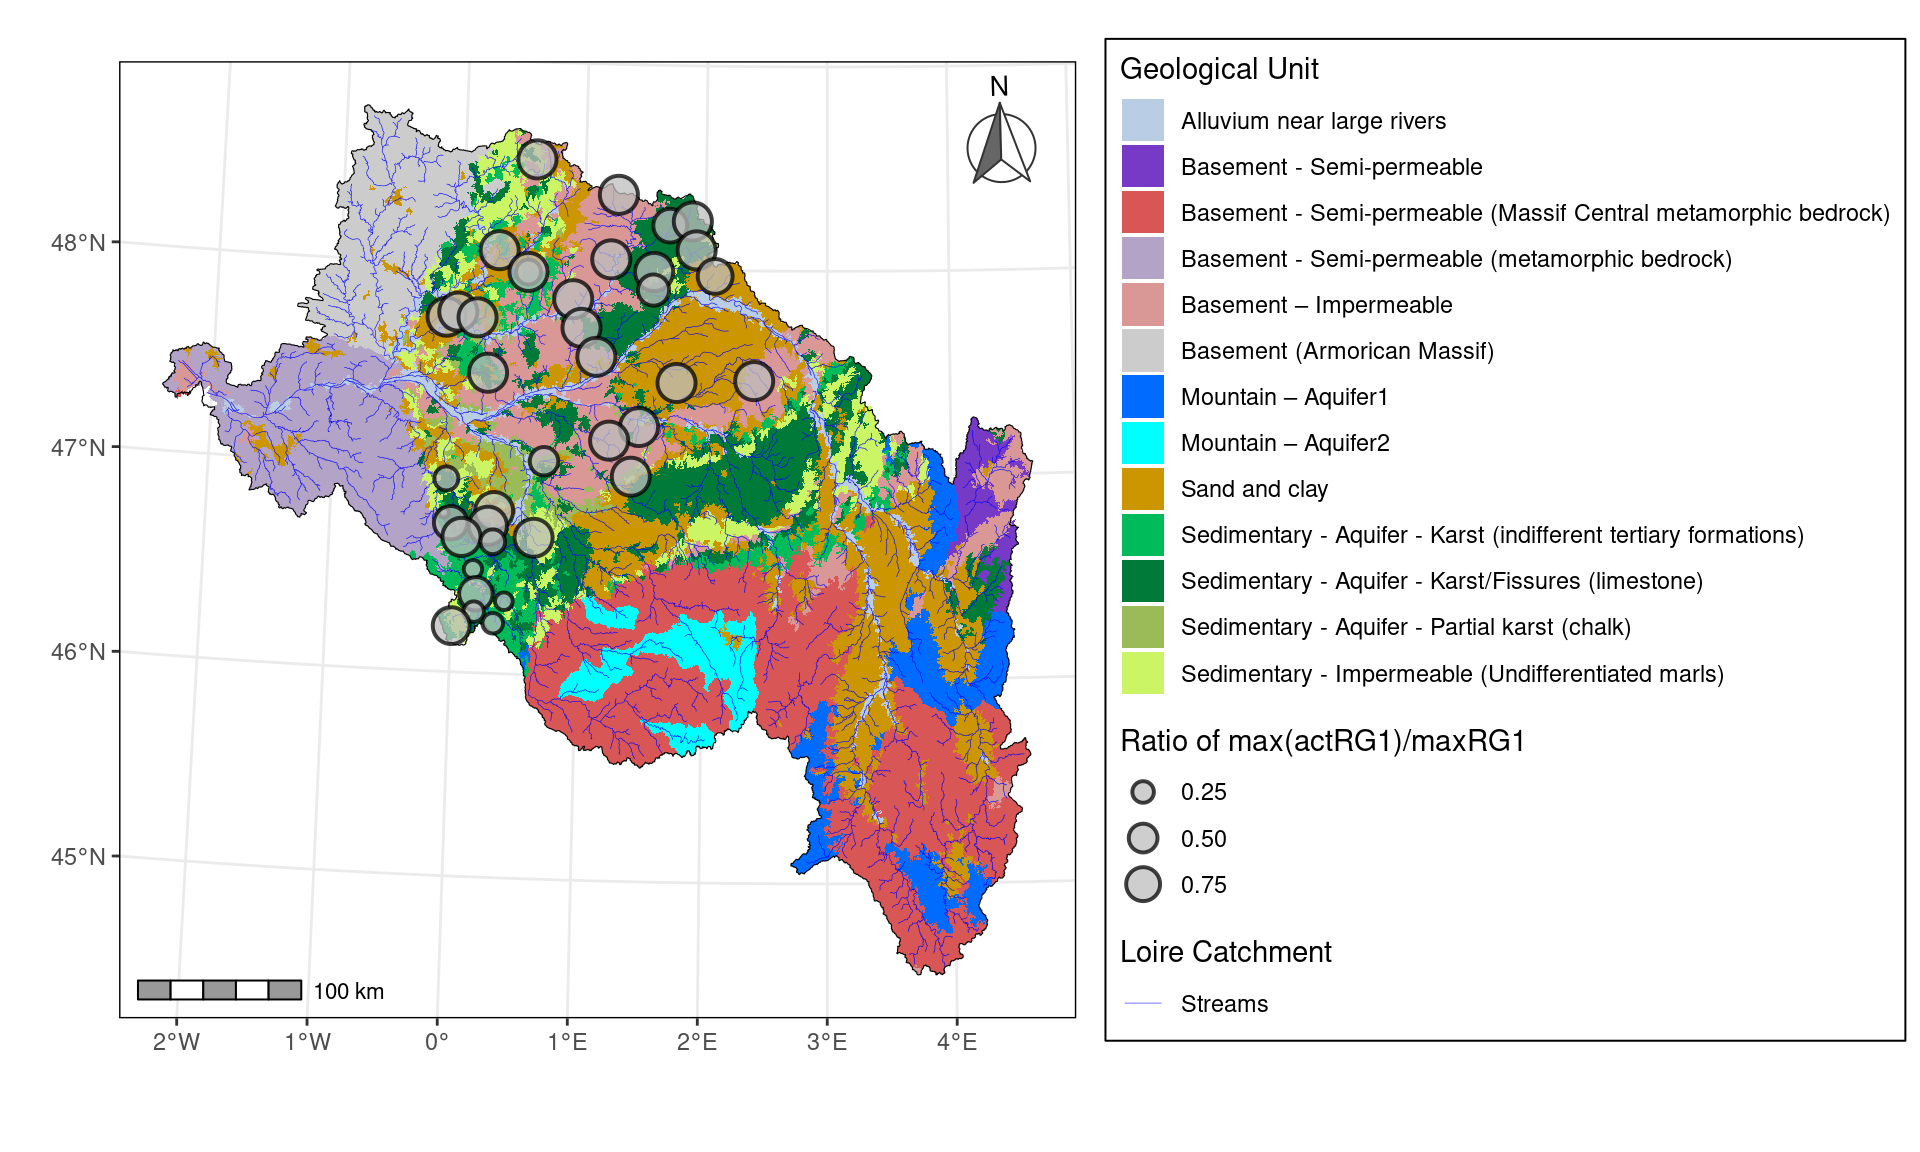 N
48°N
47°N
46°N
45°N
100 km
2°W
1°W
0°
1°E
2°E
3°E
4°E
Geological Unit
Alluvium near large rivers
Basement - Semi-permeable
Basement - Semi-permeable (Massif Central metamorphic bedrock)
Basement - Semi-permeable (metamorphic bedrock)
Basement – Impermeable
Basement (Armorican Massif)
Mountain – Aquifer1
Mountain – Aquifer2
Sand and clay
Sedimentary - Aquifer - Karst (indifferent tertiary formations)
Sedimentary - Aquifer - Karst/Fissures (limestone)
Sedimentary - Aquifer - Partial karst (chalk)
Sedimentary - Impermeable (Undifferentiated marls)
Ratio of max(actRG1)/maxRG1
0.25
0.50
0.75
Loire Catchment
Streams